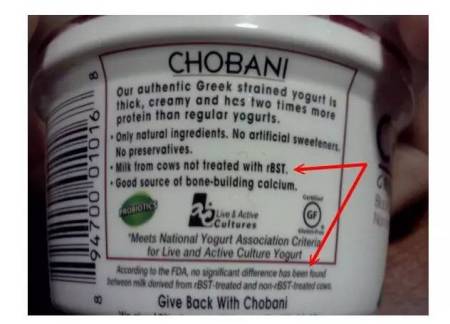 CHOBANI
Our authentic Greek strained yogurt is
thick, creamy and hcs two times more
protein than regular yogurts.
• Only natural ingredients. No artificial sweeteners.
No preservatives.
• Milk from cows not treated with rBST.
• Good source of bone-building calcium.
PROBIOTICS
Live & Active
Cultures
Certified
GF
Gluten-Free
*Meets National Yogurt Association Criteria
for Live and Active Culture Yogurt
According to the FDA, no significant difference has been found
between milk derived from rBST-treated and non-rBST-treated cows.
Give Back With Chobani
8 94700 01016 8